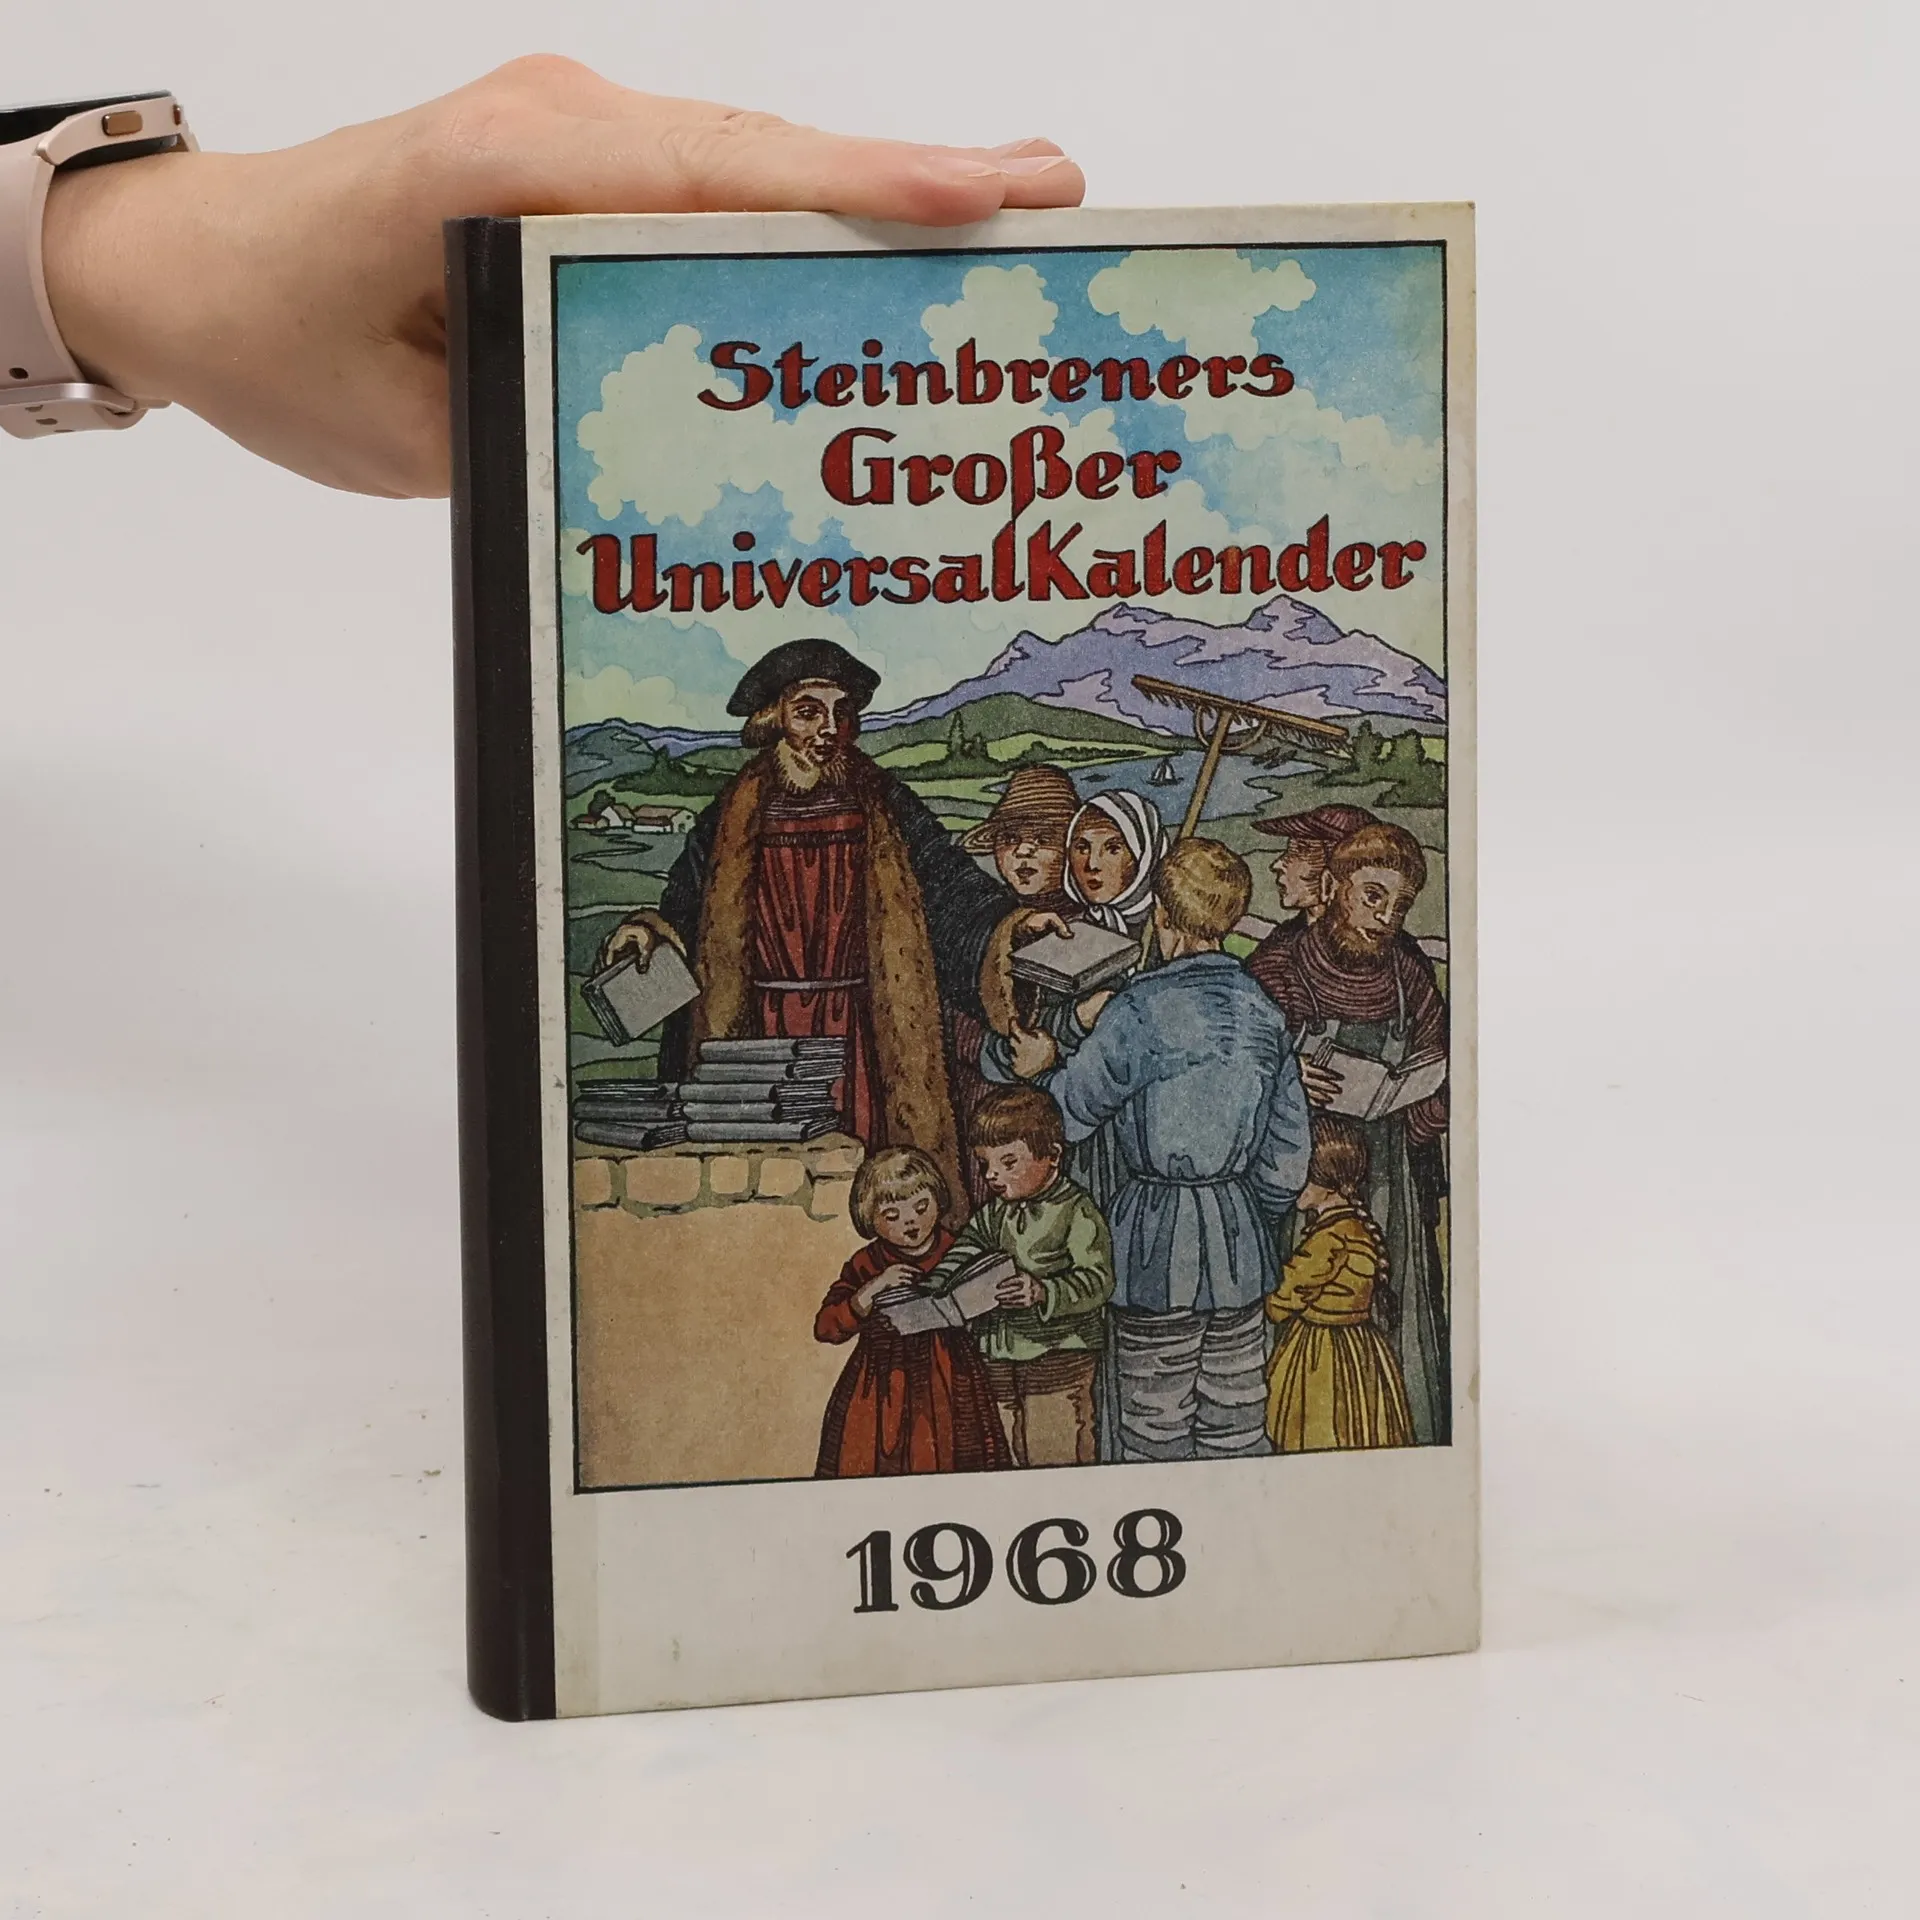 Steinbreners
Großer
UniversalKalender
1968